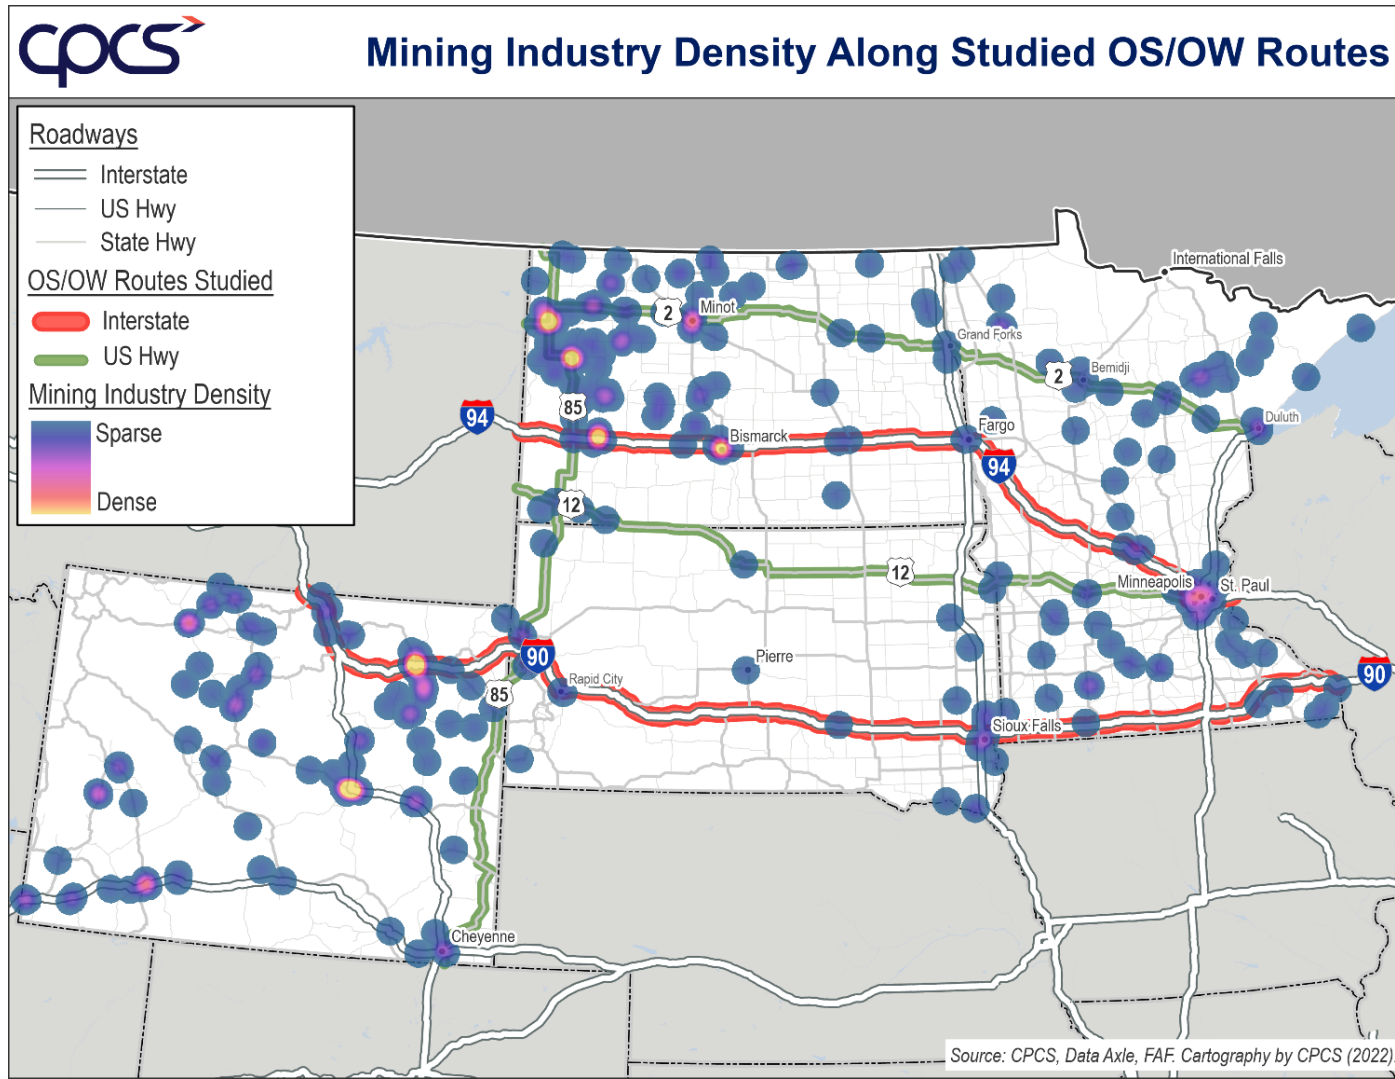 cpcs
Mining Industry Density Along Studied OS/OW Routes
Roadways
Interstate
US Hwy
State Hwy
OS/OW Routes Studied
Interstate
US Hwy
Mining Industry Density
Sparse
Dense
International Falls
2
Minot
Grand Forks
2
Bemidji
85
94
Duluth
Bismarck
Fargo
94
12
12
Minneapolis
St. Paul
90
Pierre
90
Rapid City
85
Sioux Falls
Cheyenne
Source: CPCS, Data Axle, FAF. Cartography by CPCS (2022)